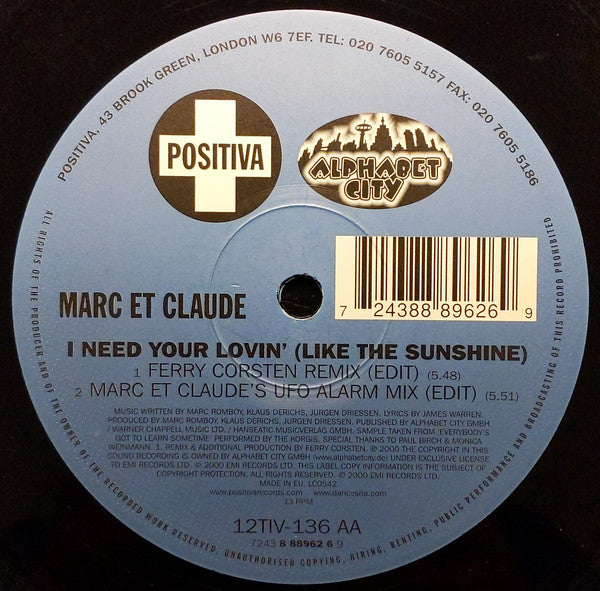 POSITIVA, 43 BROOK GREEN, LONDON W6 7EF. TEL: 020 7605 5157 FAX: 020 7605 5186
POSITIVA
ALPHABET
CITY
7 24388 89626 9
MARC ET CLAUDE
I NEED YOUR LOVIN' (LIKE THE SUNSHINE)
1 FERRY CORSTEN REMIX (EDIT) (5.48)
2 MARC ET CLAUDE'S UFO ALARM MIX (EDIT) (5.51)
MUSIC WRITTEN BY MARC ROMBOY, KLAUS DERICHS, JURGEN DRIESSEN. LYRICS BY JAMES WARREN.
PRODUCED BY MARC ROMBOY, KLAUS DERICHS, JURGEN DRIESSEN. PUBLISHED BY ALPHABET CITY GMBH
/ WARNER CHAPPELL MUSIC LTD. / HANSEATIC MUSICVERLAG GMBH. SAMPLE TAKEN FROM 'EVERYBODY'S
GOT TO LEARN SOMETIME' PERFORMED BY THE KORGIS. SPECIAL THANKS TO PAUL BIRCH & MONICA
WENNMANN. 1. REMIX & ADDITIONAL PRODUCTION BY FERRY CORSTEN. ℗ 2000 THE COPYRIGHT IN THIS
SOUND RECORDING IS OWNED BY ALPHABET CITY GMBH (www.alphabetcity.de) UNDER EXCLUSIVE LICENSE
TO EMI RECORDS LTD. © 2000 EMI RECORDS LTD. THIS LABEL COPY INFORMATION IS THE SUBJECT OF
COPYRIGHT PROTECTION. ALL RIGHTS RESERVED. © 2000 EMI RECORDS LTD.
MADE IN EU. LC0542
www.positivarecords.com www.dancesite.com
33 RPM
12TIV-136 AA
7243 8 88962 6 9
ALL RIGHTS OF THE PRODUCER AND OF THE OWNER OF THE RECORDED WORK RESERVED. UNAUTHORISED COPYING, HIRING, RENTING, PUBLIC PERFORMANCE AND BROADCASTING OF THIS RECORD PROHIBITED